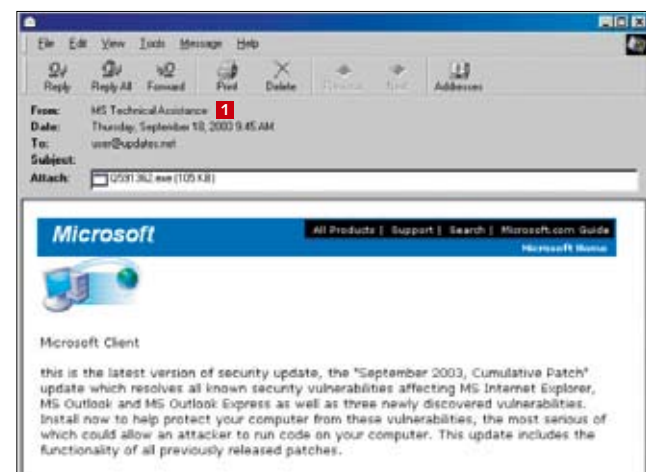 File Edit View Tools Message Help
Reply Reply All Forward Print Delete Previous Next Addresses
From: MS Technical Assistance 1
Date: Thursday, September 18, 2003 9:45 AM
To: user@updates.net
Subject:
Attach: Q591362.exe (105 KB)
Microsoft
All Products | Support | Search | Microsoft.com Guide
Microsoft Home
Microsoft Client
this is the latest version of security update, the "September 2003, Cumulative Patch"
update which resolves all known security vulnerabilities affecting MS Internet Explorer,
MS Outlook and MS Outlook Express as well as three newly discovered vulnerabilities.
Install now to help protect your computer from these vulnerabilities, the most serious of
which could allow an attacker to run code on your computer. This update includes the
functionality of all previously released patches.